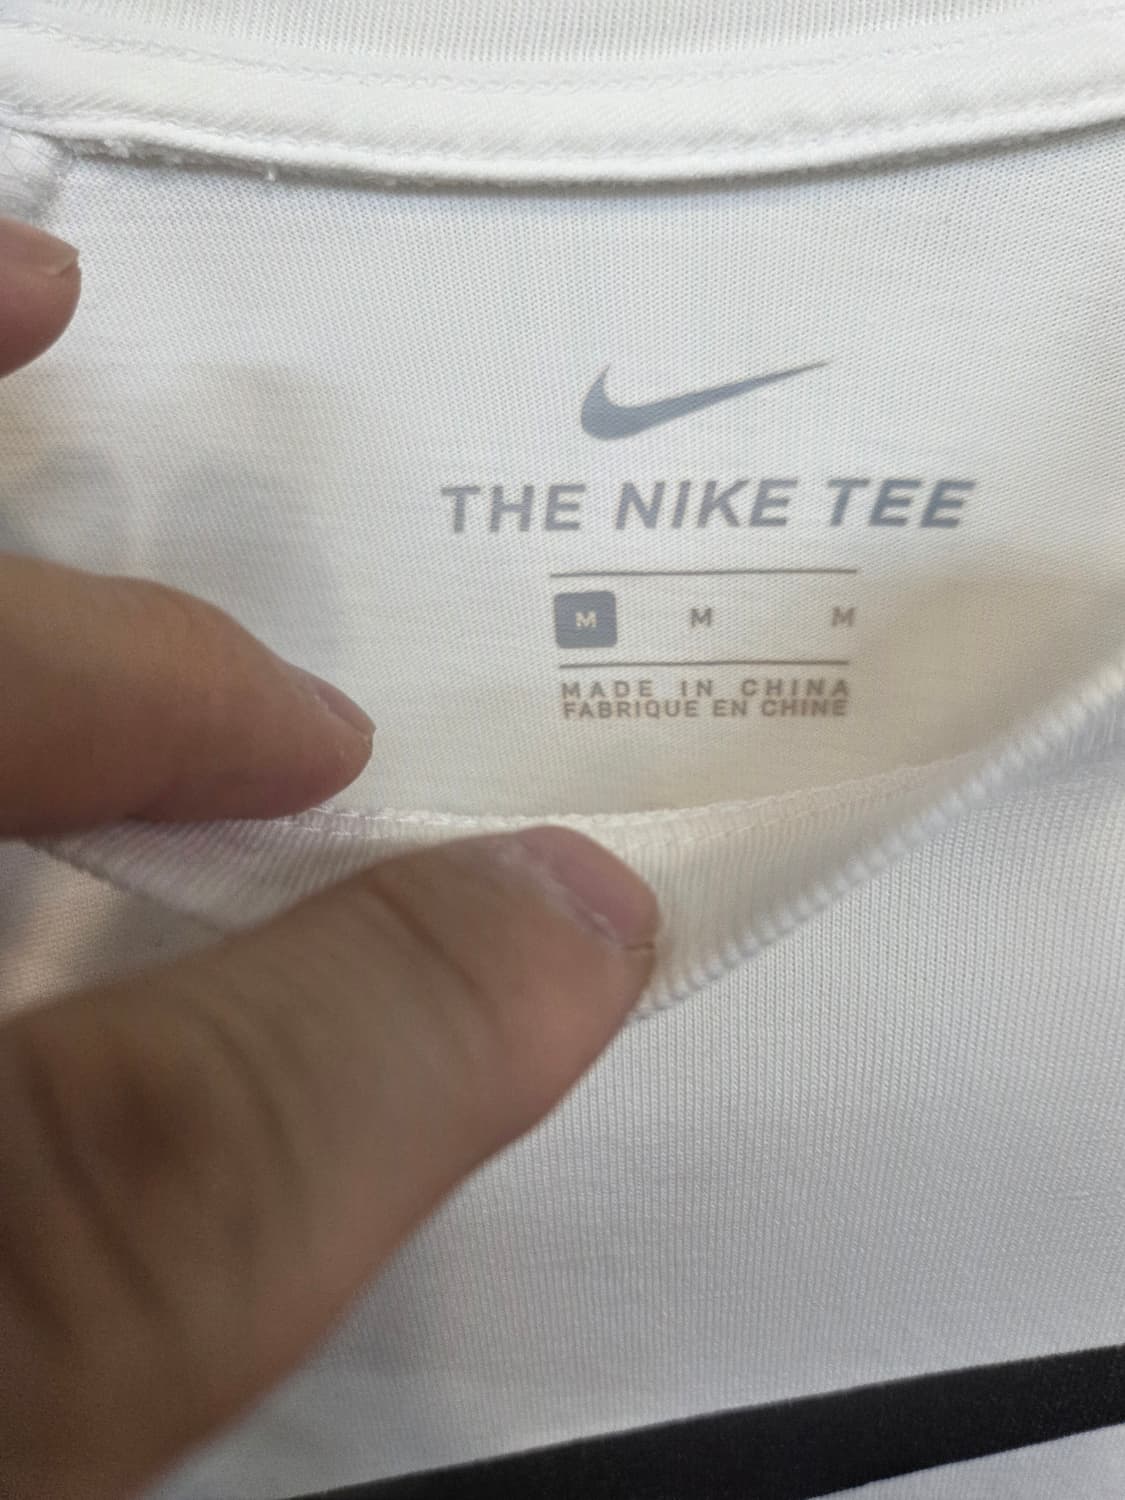 THE NIKE TEE
M M M
MADE IN CHINA
FABRIQUE EN CHINE